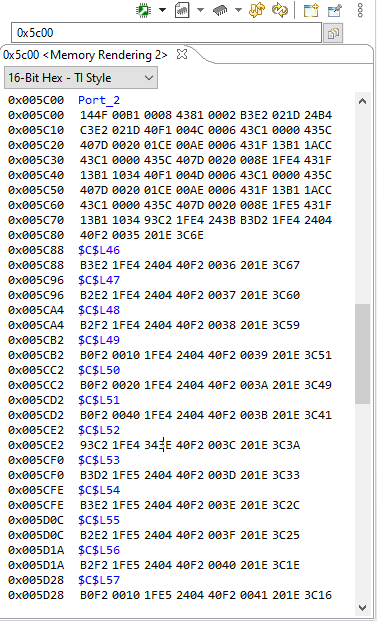 0x5c00
0x5c00 <Memory Rendering 2>
16-Bit Hex - TI Style
0x005C00 Port_2
0x005C00 144F 00B1 0008 4381 0002 B3E2 021D 24B4
0x005C10 C3E2 021D 40F1 004C 0006 43C1 0000 435C
0x005C20 407D 0020 01CE 00AE 0006 431F 13B1 1ACC
0x005C30 43C1 0000 435C 407D 0020 008E 1FE4 431F
0x005C40 13B1 1034 40F1 004D 0006 43C1 0000 435C
0x005C50 407D 0020 01CE 00AE 0006 431F 13B1 1ACC
0x005C60 43C1 0000 435C 407D 0020 008E 1FE5 431F
0x005C70 13B1 1034 93C2 1FE4 243B B3D2 1FE4 2404
0x005C80 40F2 0035 201E 3C6E
0x005C88 $C$L46
0x005C88 B3E2 1FE4 2404 40F2 0036 201E 3C67
0x005C96 $C$L47
0x005C96 B2E2 1FE4 2404 40F2 0037 201E 3C60
0x005CA4 $C$L48
0x005CA4 B2F2 1FE4 2404 40F2 0038 201E 3C59
0x005CB2 $C$L49
0x005CB2 B0F2 0010 1FE4 2404 40F2 0039 201E 3C51
0x005CC2 $C$L50
0x005CC2 B0F2 0020 1FE4 2404 40F2 003A 201E 3C49
0x005CD2 $C$L51
0x005CD2 B0F2 0040 1FE4 2404 40F2 003B 201E 3C41
0x005CE2 $C$L52
0x005CE2 93C2 1FE4 343E 40F2 003C 201E 3C3A
0x005CF0 $C$L53
0x005CF0 B3D2 1FE5 2404 40F2 003D 201E 3C33
0x005CFE $C$L54
0x005CFE B3E2 1FE5 2404 40F2 003E 201E 3C2C
0x005D0C $C$L55
0x005D0C B2E2 1FE5 2404 40F2 003F 201E 3C25
0x005D1A $C$L56
0x005D1A B2F2 1FE5 2404 40F2 0040 201E 3C1E
0x005D28 $C$L57
0x005D28 B0F2 0010 1FE5 2404 40F2 0041 201E 3C16